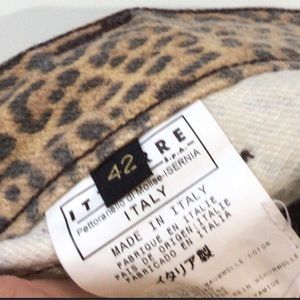 42
IT
RRE
s.p.a.
Pettoranello di Molise-ISERNIA
ITALY
MADE IN ITALY
FABRIQUE EN ITALIE
PAIS DE ORIGEN ITALIA
FABRICADO EN ITALIA
イタリア製